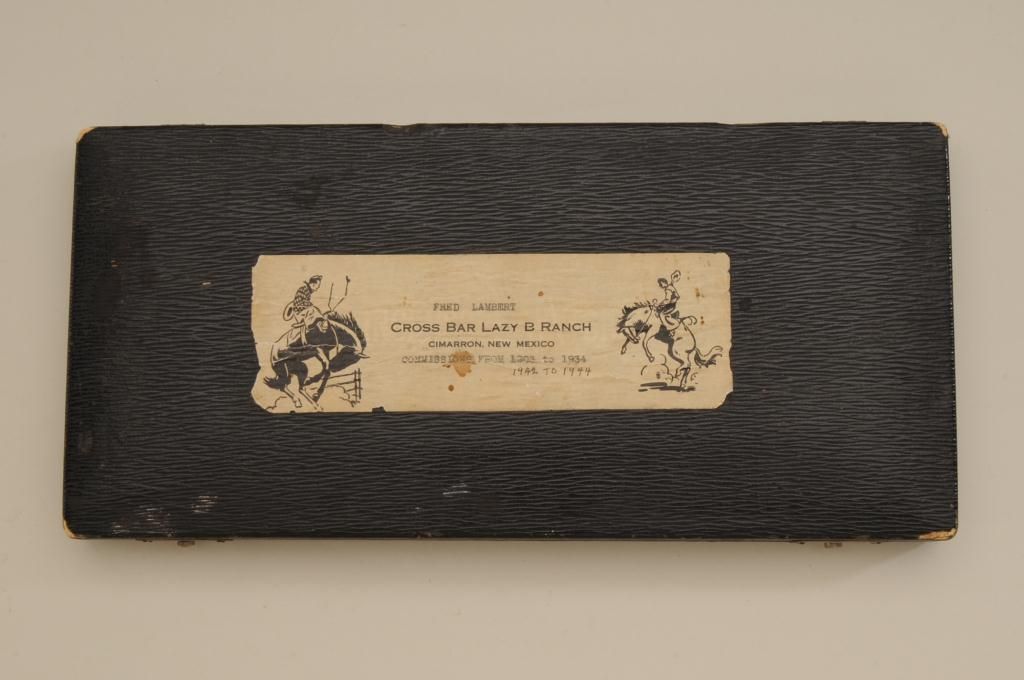 FRED LAMBERT
CROSS BAR LAZY B RANCH
CIMARRON, NEW MEXICO
COMMISSIONS FROM 1903 to 1934
1942 TO 1944